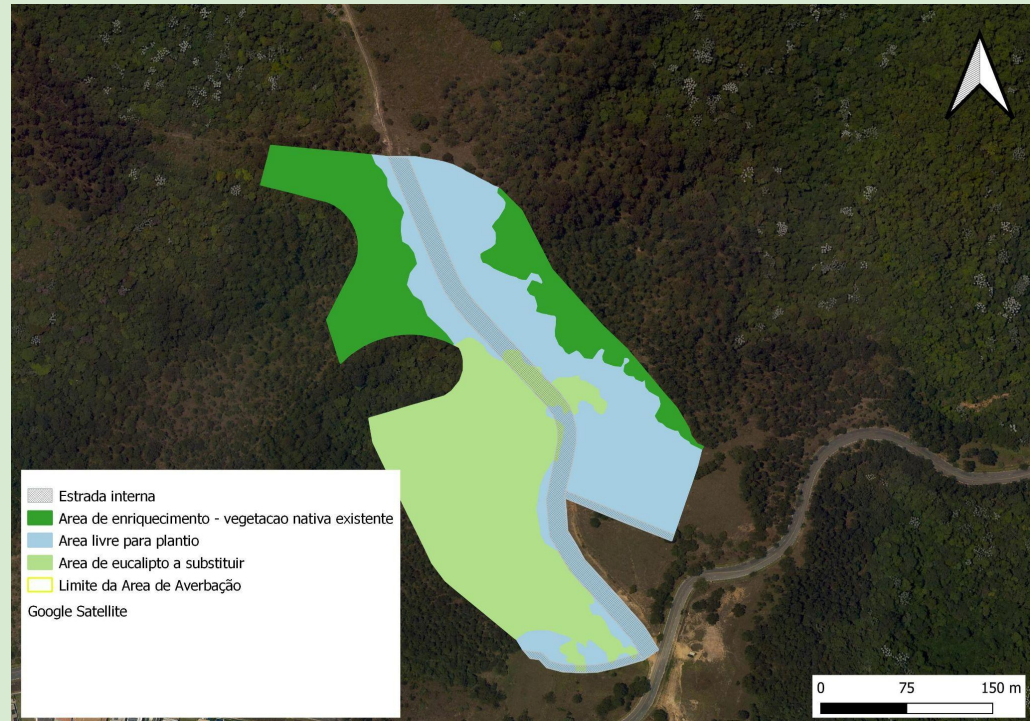 Estrada interna
Area de enriquecimento - vegetacao nativa existente
Area livre para plantio
Area de eucalipto a substituir
Limite da Area de Averbação
Google Satellite
0 75 150 m